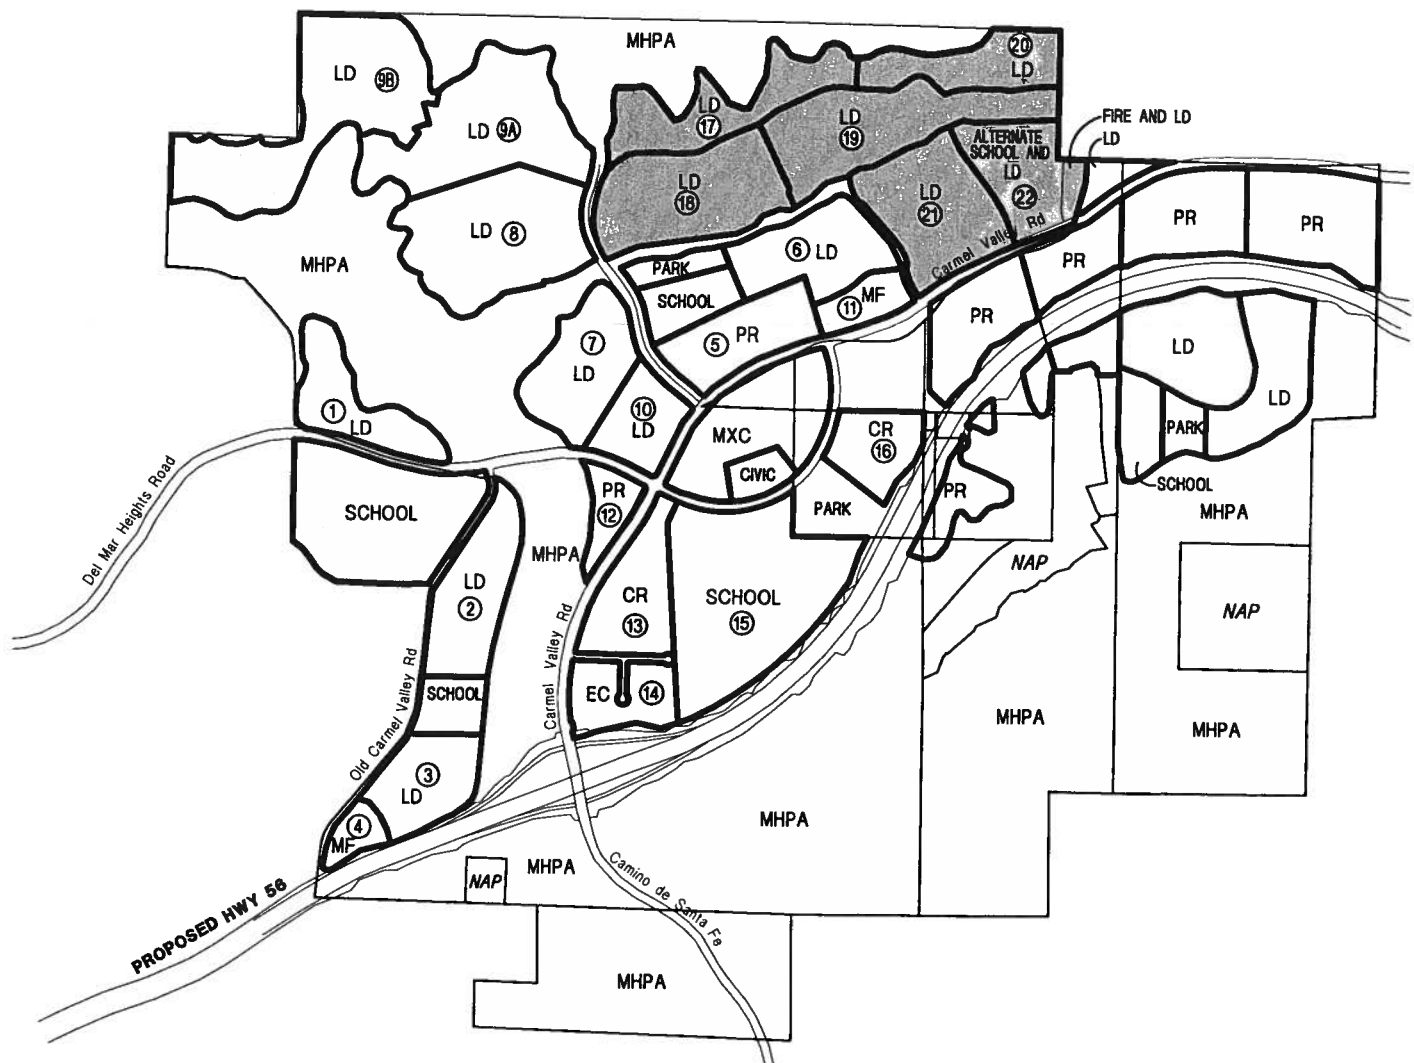 MHPA
20
LD
LD
9B
LD
17
LD
19
FIRE AND LD
LD
LD
9A
ALTERNATE
SCHOOL AND
LD
22
LD
18
LD
21
PR
PR
LD
8
MHPA
6
LD
PARK
SCHOOL
Carmel Valley Rd
PR
MF
11
PR
5
PR
7
LD
LD
LD
1
LD
10
LD
MXC
CR
16
PARK
CIVIC
PR
SCHOOL
Del Mar Heights Road
SCHOOL
PR
12
PARK
MHPA
MHPA
NAP
LD
2
CR
13
SCHOOL
15
NAP
SCHOOL
EC
14
Carmel Valley Rd
Old Carmel Valley Rd
MHPA
MHPA
3
LD
4
MF
MHPA
MHPA
NAP
Camino de Santa Fe
PROPOSED HWY 56
MHPA